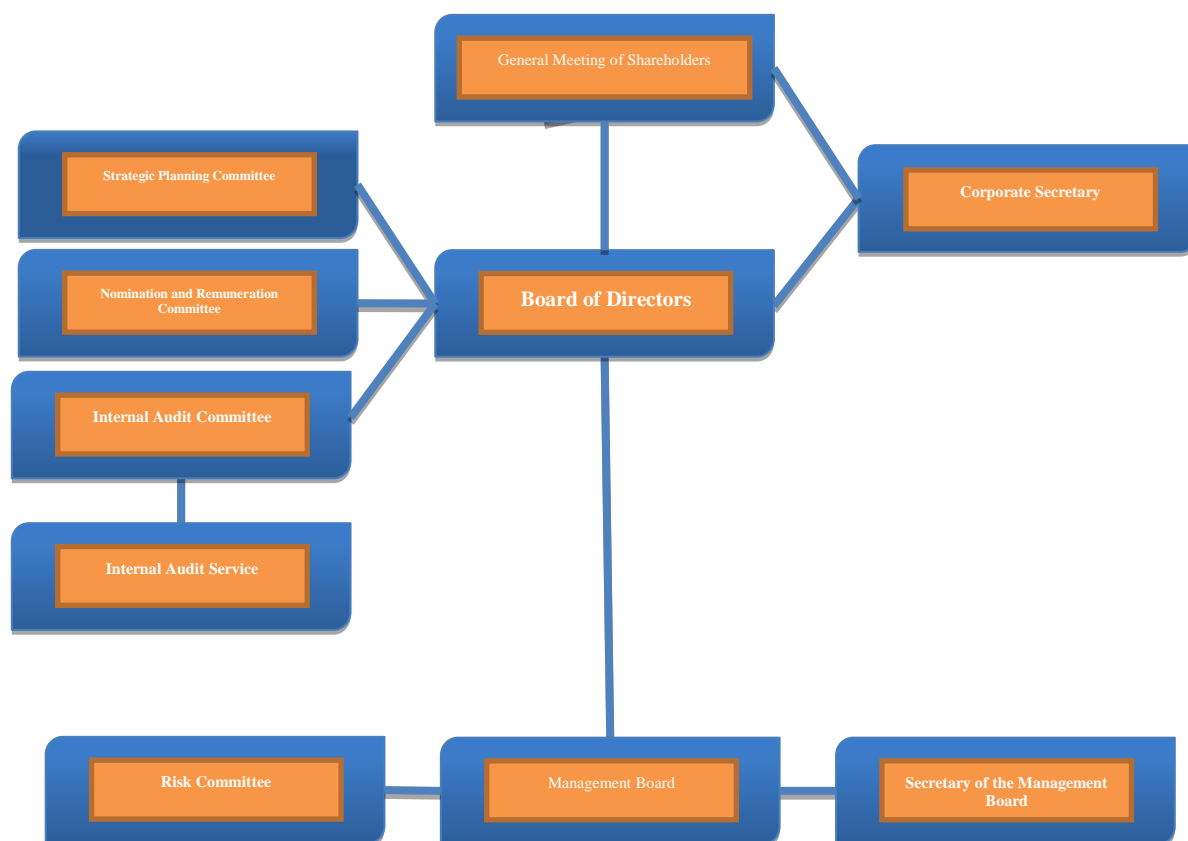 General Meeting of Shareholders
Strategic Planning Committee
Corporate Secretary
Nomination and Remuneration
Committee
Board of Directors
Internal Audit Committee
Internal Audit Service
Risk Committee
Management Board
Secretary of the Management
Board